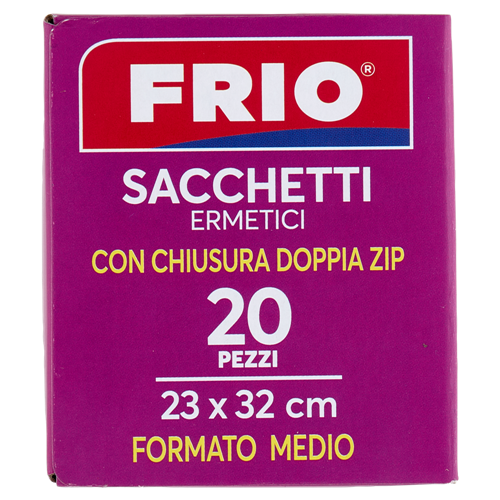 FRIO®
SACCHETTI
ERMETICI
CON CHIUSURA DOPPIA ZIP
20
PEZZI
23 x 32 cm
FORMATO MEDIO